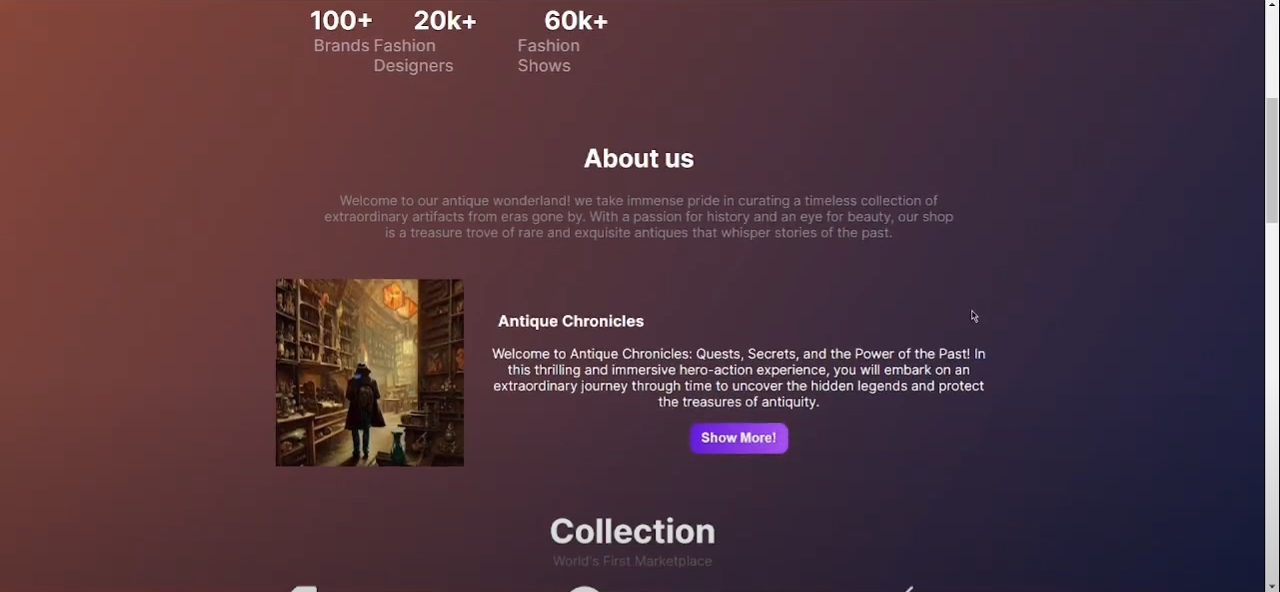 100+ 20k+ 60k+
Brands Fashion Fashion
Designers Shows
About us
Welcome to our antique wonderland! we take immense pride in curating a timeless collection of
extraordinary artifacts from eras gone by. With a passion for history and an eye for beauty, our shop
is a treasure trove of rare and exquisite antiques that whisper stories of the past.
Antique Chronicles
Welcome to Antique Chronicles: Quests, Secrets, and the Power of the Past! In
this thrilling and immersive hero-action experience, you will embark on an
extraordinary journey through time to uncover the hidden legends and protect
the treasures of antiquity.
Show More!
Collection
World's First Marketplace